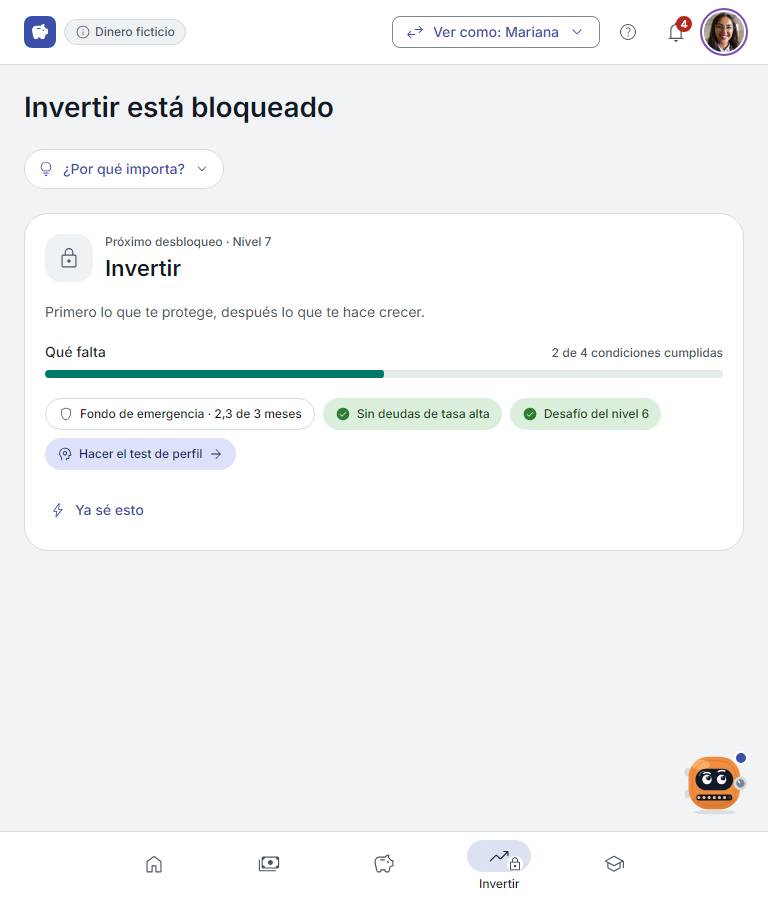 Dinero ficticio
Ver como: Mariana
4
Invertir está bloqueado
¿Por qué importa?
Próximo desbloqueo · Nivel 7
Invertir
Primero lo que te protege, después lo que te hace crecer.
Qué falta
2 de 4 condiciones cumplidas
Fondo de emergencia · 2,3 de 3 meses
Sin deudas de tasa alta
Desafío del nivel 6
Hacer el test de perfil
Ya sé esto
Invertir